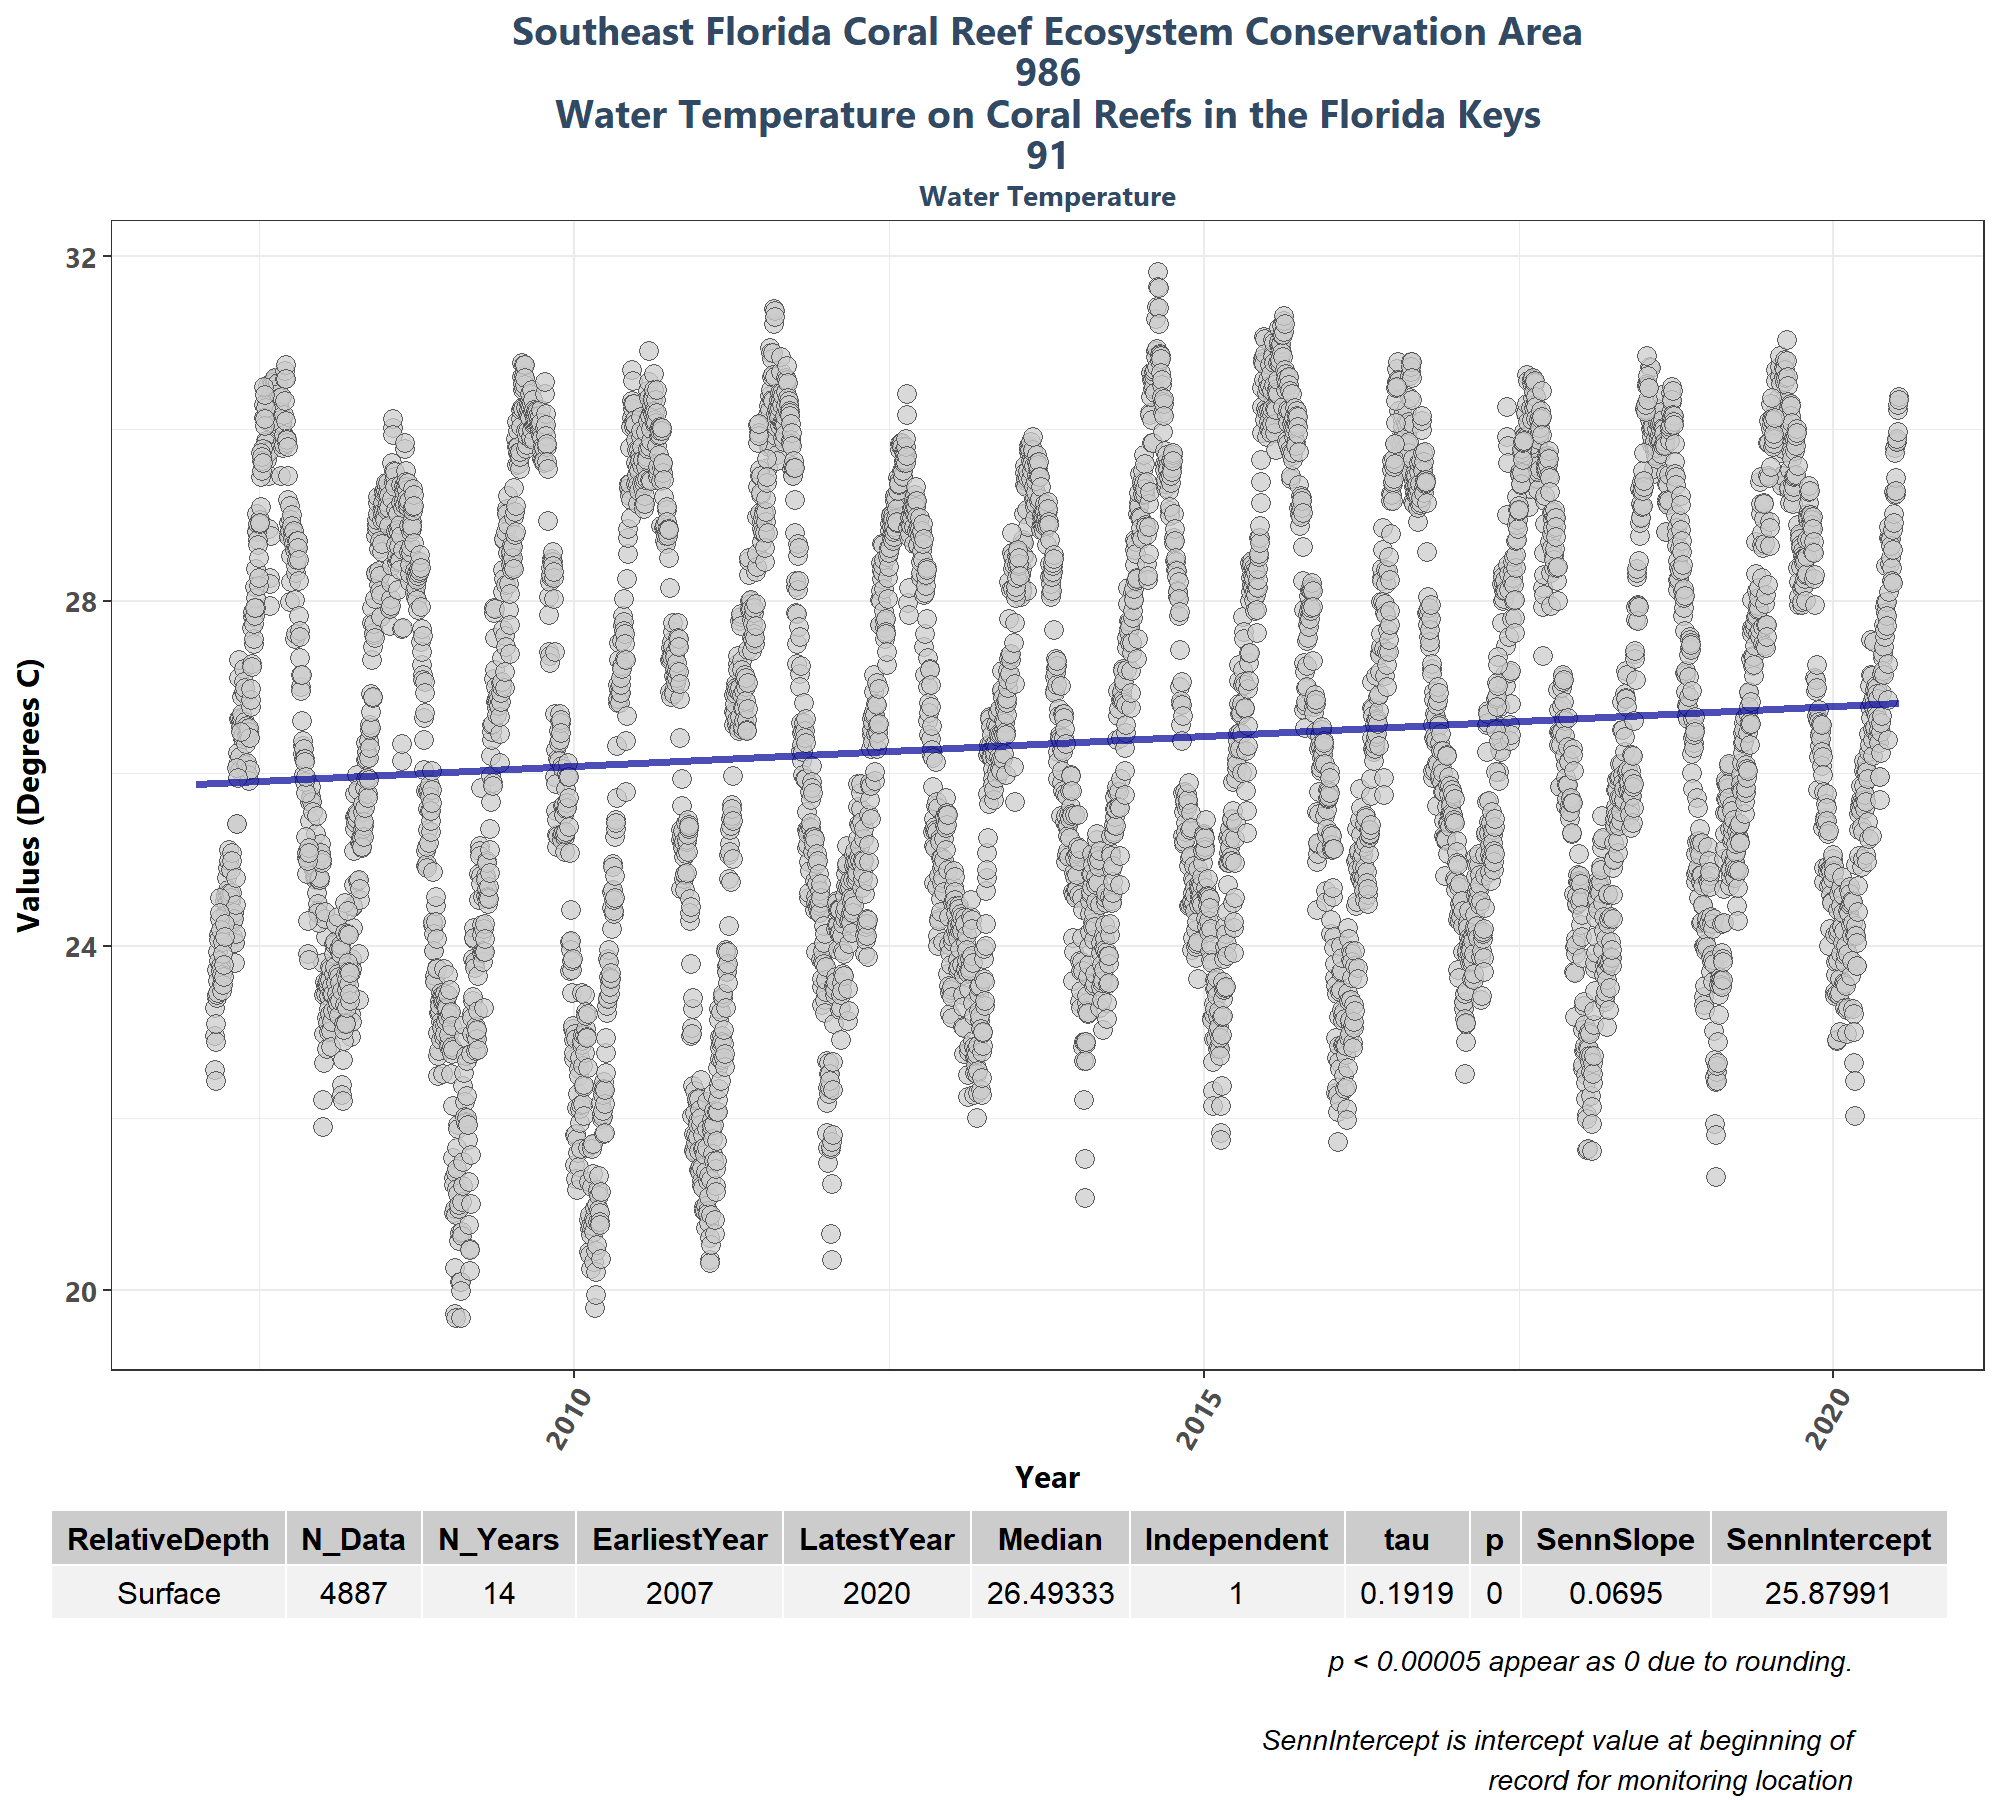 Southeast Florida Coral Reef Ecosystem Conservation Area
986
Water Temperature on Coral Reefs in the Florida Keys
91
Water Temperature
32
28
24
20
Values (Degrees C)
2010
2015
2020
Year
RelativeDepth N_Data N_Years EarliestYear LatestYear Median Independent tau p SennSlope SennIntercept
Surface 4887 14 2007 2020 26.49333 1 0.1919 0 0.0695 25.87991
p < 0.00005 appear as 0 due to rounding.
SennIntercept is intercept value at beginning of
record for monitoring location